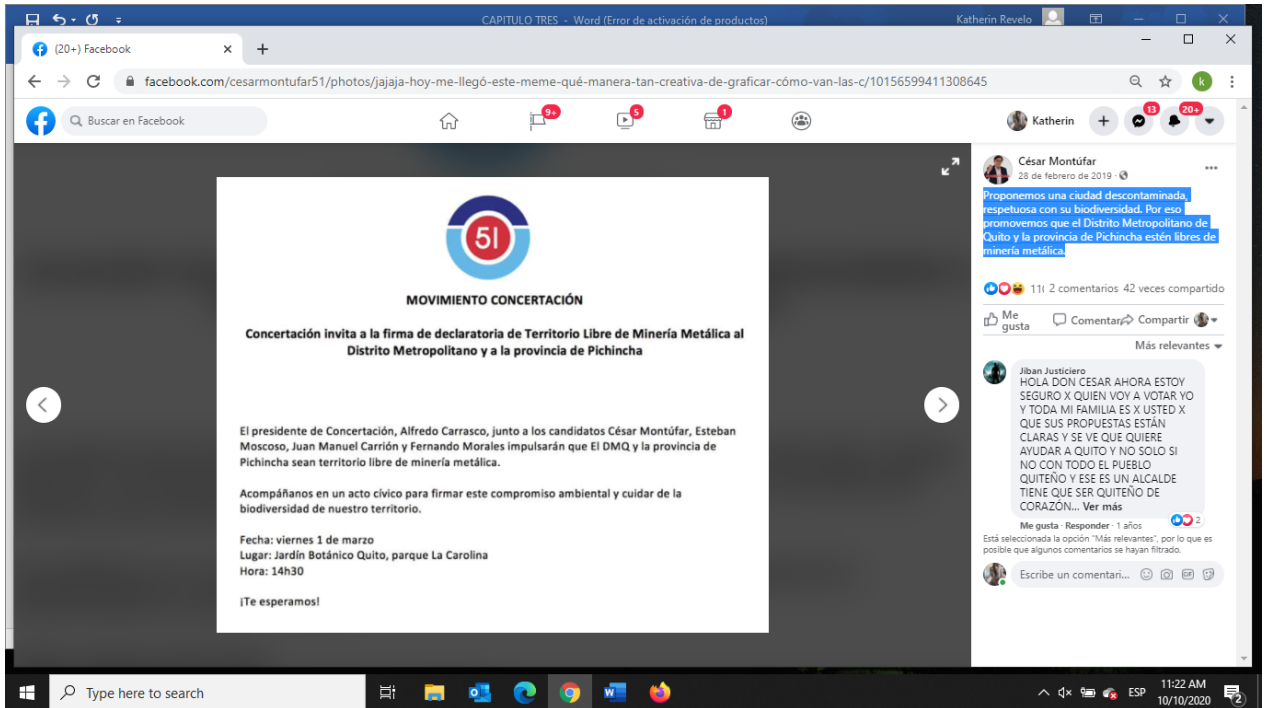 CAPITULO TRES - Word (Error de activación de productos)
Katherin Revelo
(20+) Facebook
facebook.com/cesarmontufar51/photos/jajaja-hoy-me-llegó-este-meme-qué-manera-tan-creativa-de-graficar-cómo-van-las-c/10156599411308645
k
Buscar en Facebook
9+
5
1
Katherin
13
20+
51
MOVIMIENTO CONCERTACIÓN
Concertación invita a la firma de declaratoria de Territorio Libre de Minería Metálica al
Distrito Metropolitano y a la provincia de Pichincha
El presidente de Concertación, Alfredo Carrasco, junto a los candidatos César Montúfar, Esteban
Moscoso, Juan Manuel Carrión y Fernando Morales impulsarán que El DMQ y la provincia de
Pichincha sean territorio libre de minería metálica.
Acompáñanos en un acto cívico para firmar este compromiso ambiental y cuidar de la
biodiversidad de nuestro territorio.
Fecha: viernes 1 de marzo
Lugar: Jardín Botánico Quito, parque La Carolina
Hora: 14h30
¡Te esperamos!
César Montúfar
28 de febrero de 2019 ·
Proponemos una ciudad descontaminada,
respetuosa con su biodiversidad. Por eso
promovemos que el Distrito Metropolitano de
Quito y la provincia de Pichincha estén libres de
minería metálica.
11( 2 comentarios 42 veces compartido
Me gusta
Comentar
Compartir
Más relevantes
Jiban Justiciero
HOLA DON CESAR AHORA ESTOY
SEGURO X QUIEN VOY A VOTAR YO
Y TODA MI FAMILIA ES X USTED X
QUE SUS PROPUESTAS ESTÁN
CLARAS Y SE VE QUE QUIERE
AYUDAR A QUITO Y NO SOLO SI
NO CON TODO EL PUEBLO
QUITEÑO Y ESE ES UN ALCALDE
TIENE QUE SER QUITEÑO DE
CORAZÓN... Ver más
2
Me gusta · Responder · 1 años
Está seleccionada la opción "Más relevantes", por lo que es
posible que algunos comentarios se hayan filtrado.
Escribe un comentari...
GIF
Type here to search
ESP
11:22 AM
10/10/2020
2